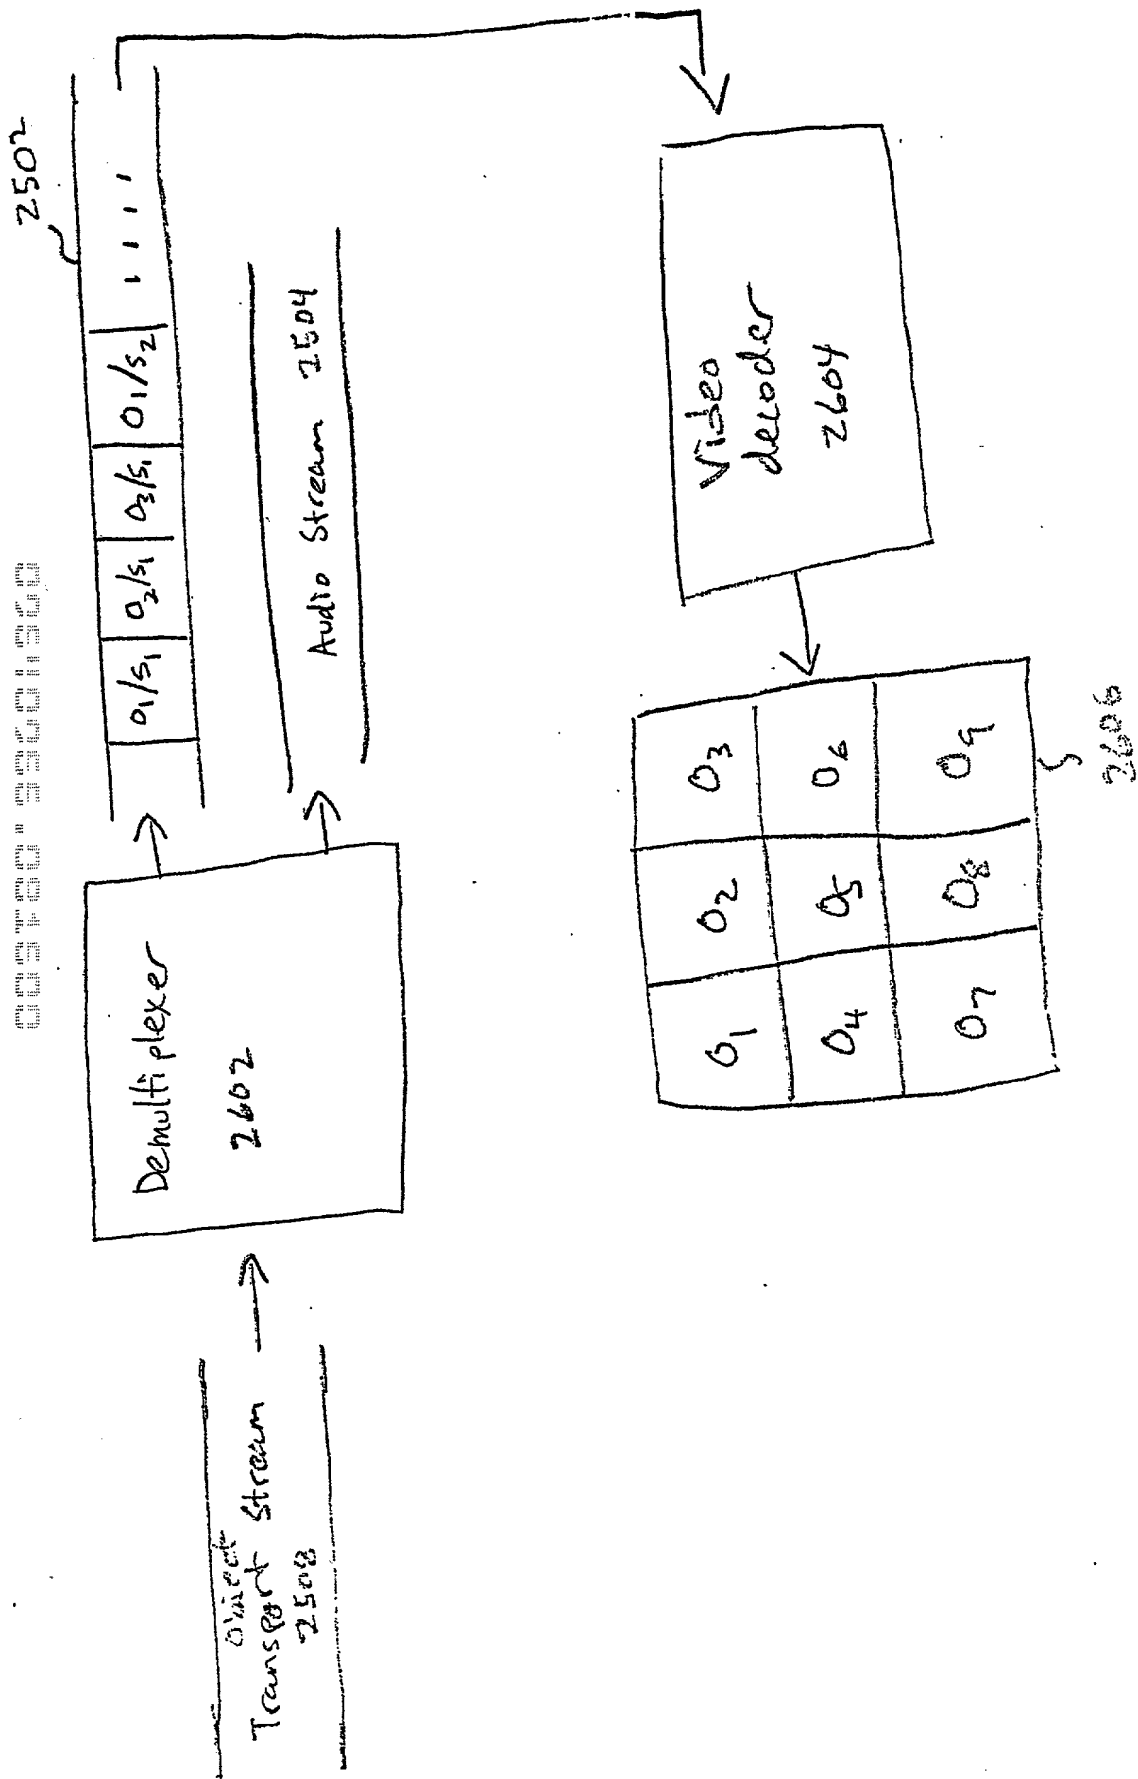 2502
O1/S1 | O2/S1 | O3/S1 | O1/S2 | ....
Audio Stream 2504
Demultiplexer
2602
Object
Transport Stream
2508
Video
decoder
2604
O1 O2 O3
O4 O5 O6
O7 O8 O9
2606